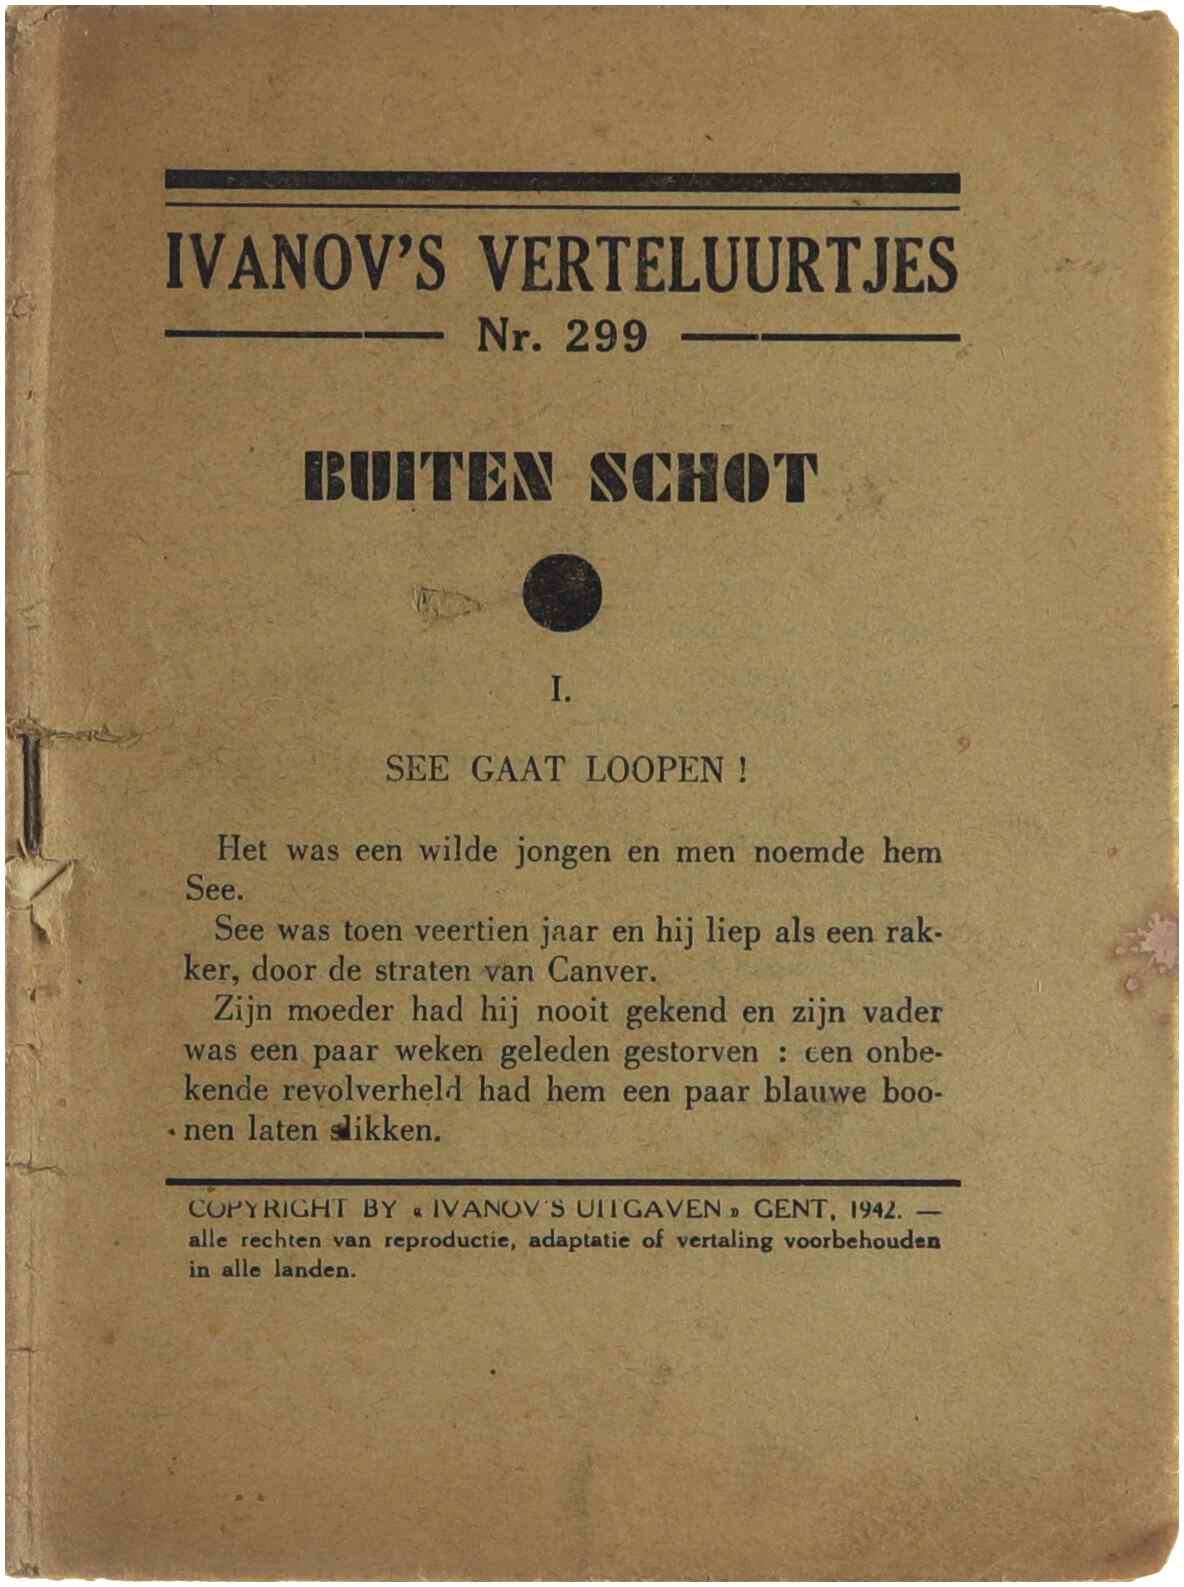 IVANOV'S VERTELUURTJES
Nr. 299
BUITEN SCHOT
I.
SEE GAAT LOOPEN !
Het was een wilde jongen en men noemde hem
See.
See was toen veertien jaar en hij liep als een rak-
ker, door de straten van Canver.
Zijn moeder had hij nooit gekend en zijn vader
was een paar weken geleden gestorven : een onbe-
kende revolverheld had hem een paar blauwe boo-
nen laten slikken.
COPYRIGHT BY « IVANOV'S UITGAVEN » GENT, 1942. —
alle rechten van reproductie, adaptatie of vertaling voorbehouden
in alle landen.